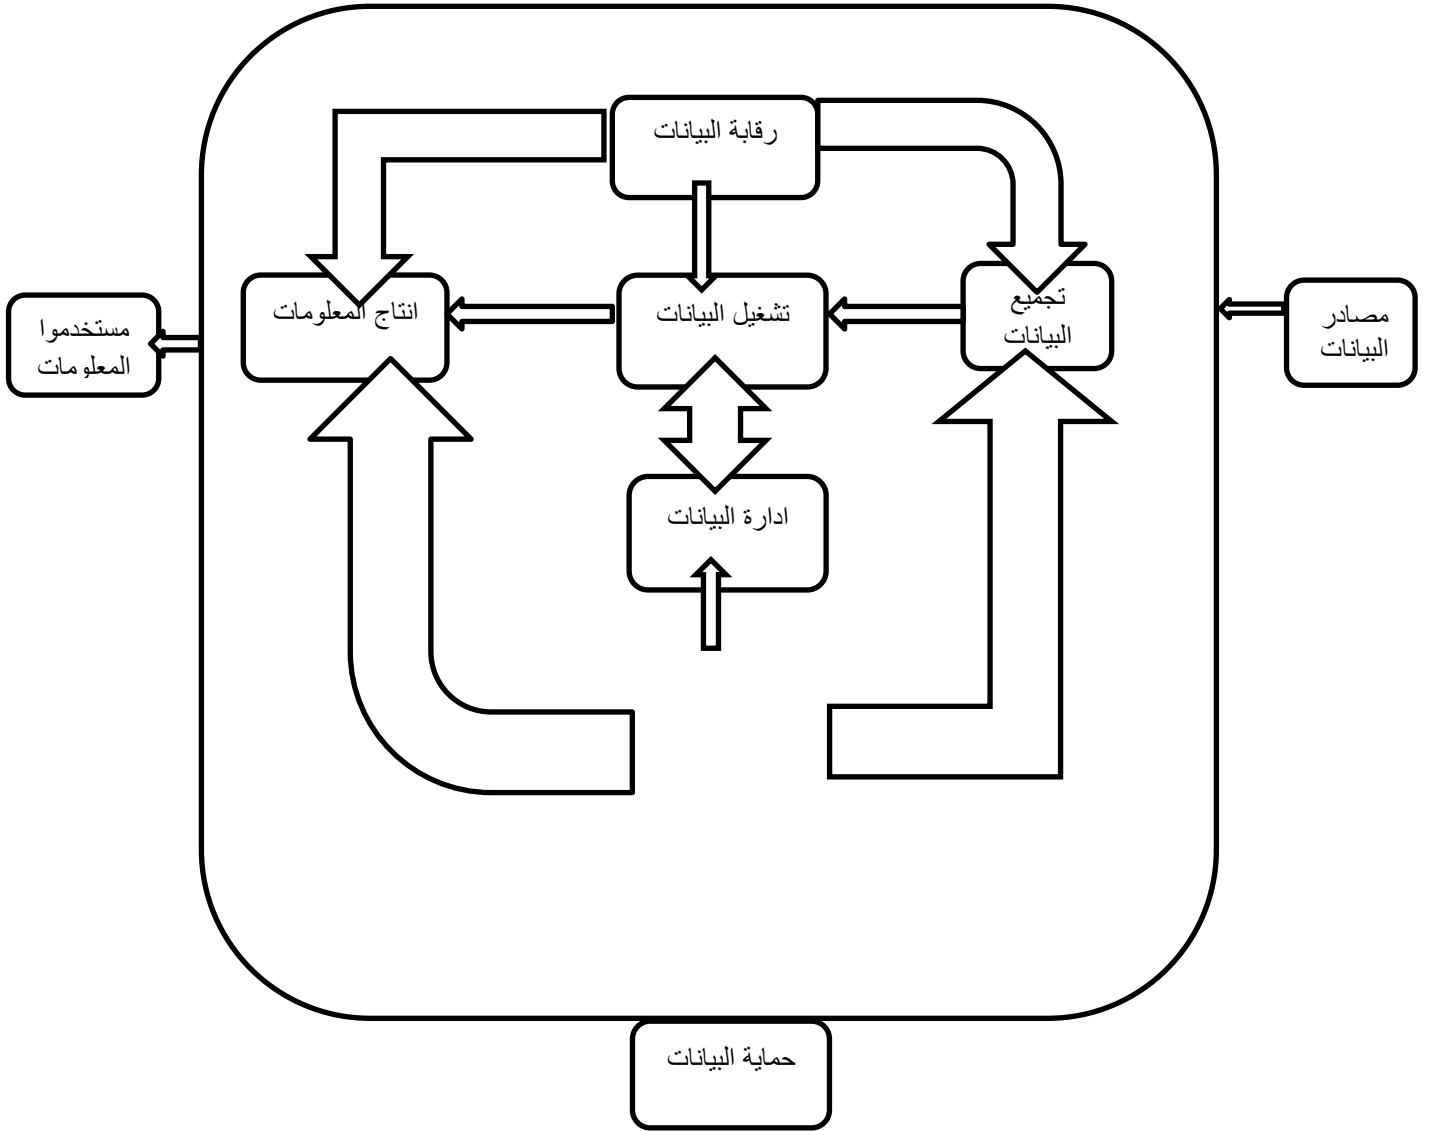 رقابة البيانات
مصادر
البيانات
تجميع
البيانات
تشغيل البيانات
انتاج المعلومات
مستخدموا
المعلومات
ادارة البيانات
حماية البيانات